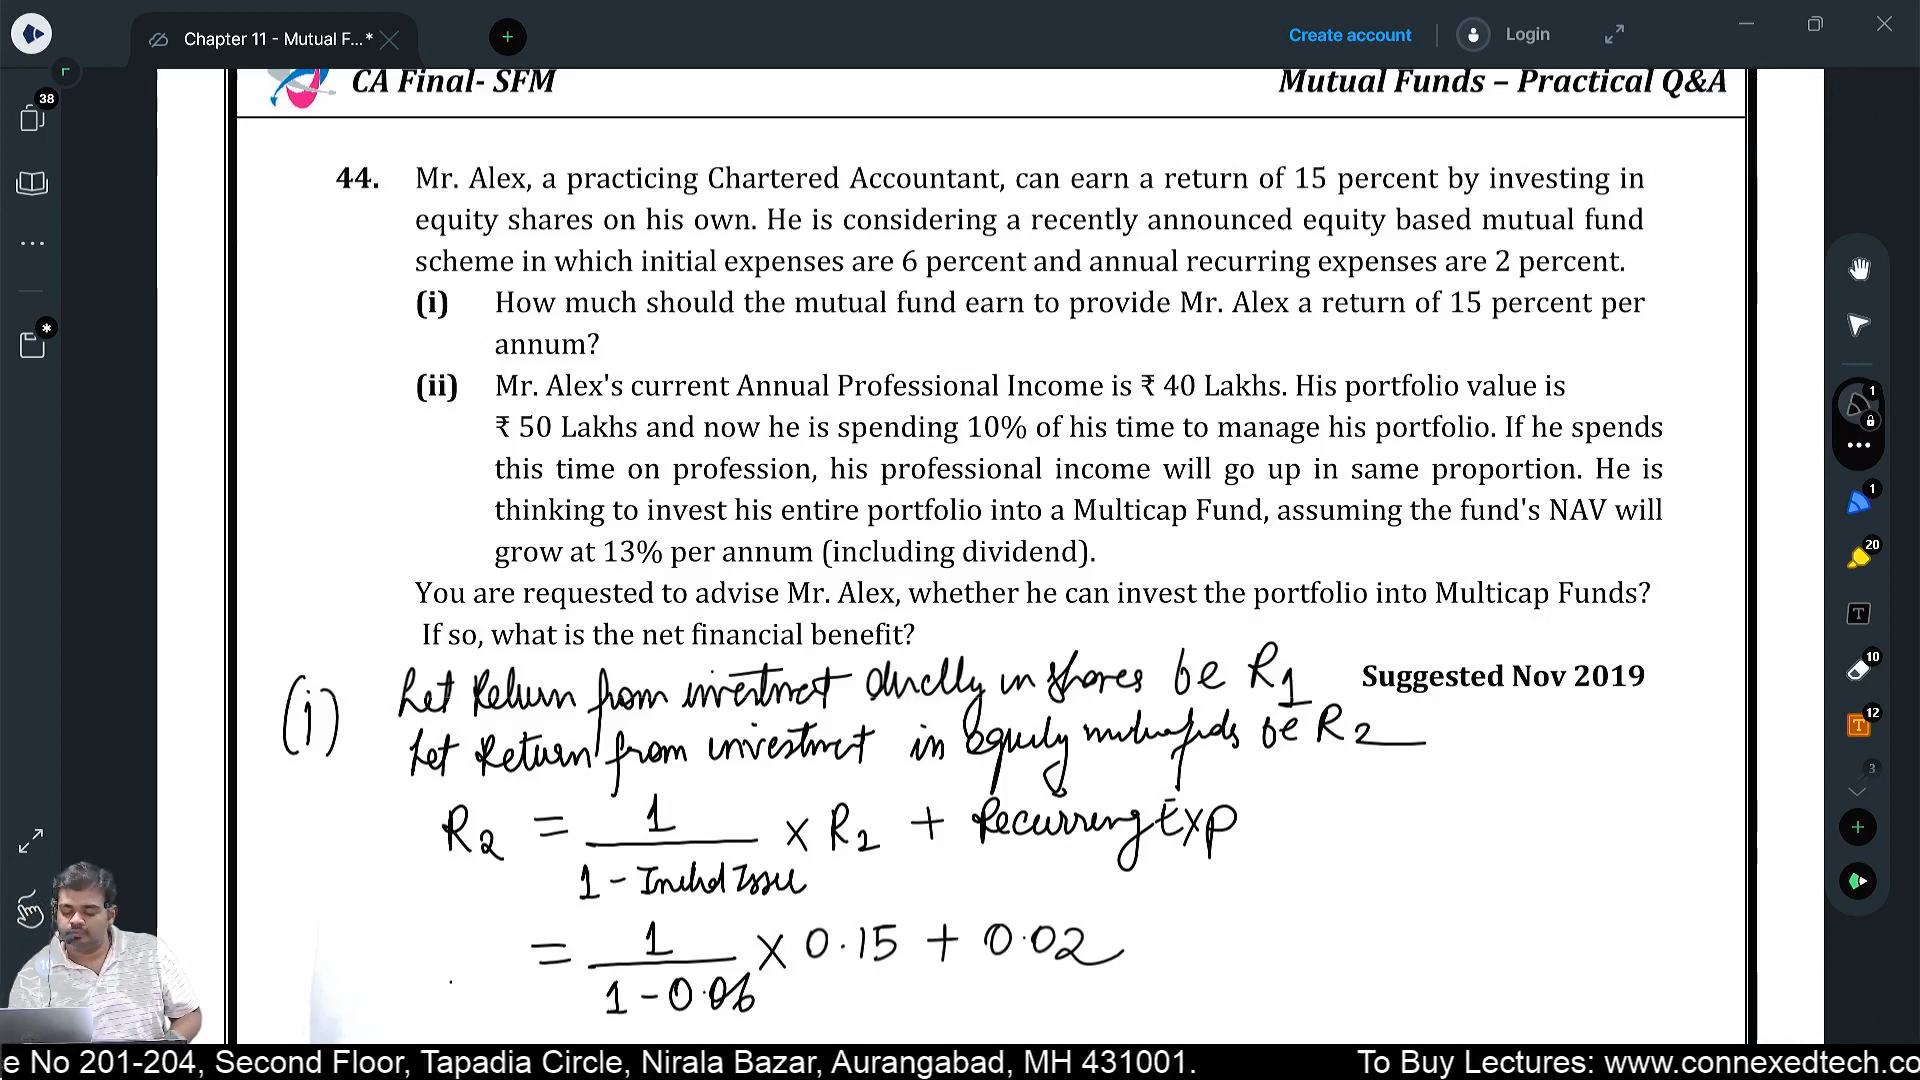 Chapter 11 - Mutual F...*
Create account
Login
38
CA Final- SFM
Mutual Funds – Practical Q&A
44. Mr. Alex, a practicing Chartered Accountant, can earn a return of 15 percent by investing in
equity shares on his own. He is considering a recently announced equity based mutual fund
scheme in which initial expenses are 6 percent and annual recurring expenses are 2 percent.
(i) How much should the mutual fund earn to provide Mr. Alex a return of 15 percent per
annum?
(ii) Mr. Alex's current Annual Professional Income is ₹ 40 Lakhs. His portfolio value is
₹ 50 Lakhs and now he is spending 10% of his time to manage his portfolio. If he spends
this time on profession, his professional income will go up in same proportion. He is
thinking to invest his entire portfolio into a Multicap Fund, assuming the fund's NAV will
grow at 13% per annum (including dividend).
You are requested to advise Mr. Alex, whether he can invest the portfolio into Multicap Funds?
If so, what is the net financial benefit?
Suggested Nov 2019
(i) Let Return from investment directly in shares be R1
Let Return from investment in equity mutual funds be R2
R2 = 1 × R1 + Recurring Exp
1 - Initial Issue
= 1 × 0.15 + 0.02
1 - 0.06
1
1
20
T
10
T
12
3
e No 201-204, Second Floor, Tapadia Circle, Nirala Bazar, Aurangabad, MH 431001.
To Buy Lectures: www.connexedtech.co